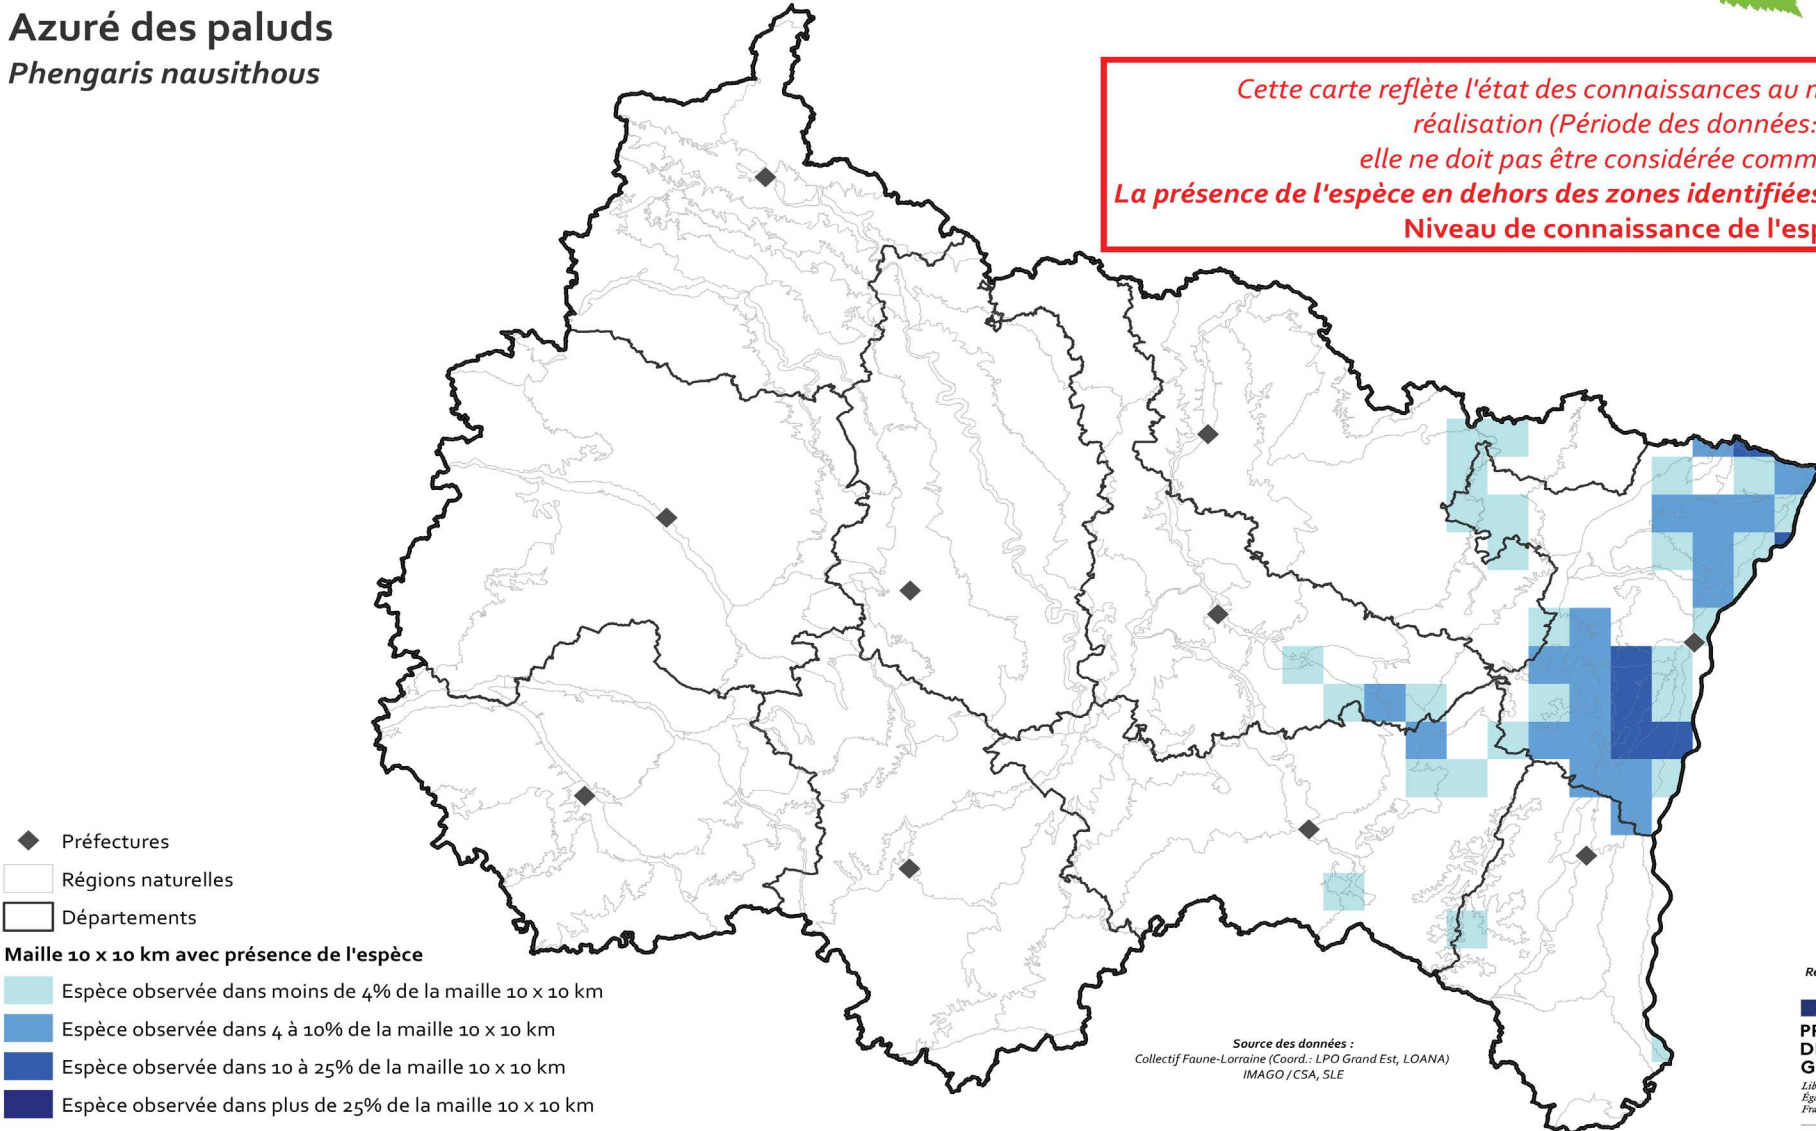 Azuré des paluds
Phengaris nausithous
Cette carte reflète l'état des connaissances au
réalisation (Période des données:
elle ne doit pas être considérée comm
La présence de l'espèce en dehors des zones identifiées
Niveau de connaissance de l'esp
Préfectures
Régions naturelles
Départements
Maille 10 x 10 km avec présence de l'espèce
Espèce observée dans moins de 4% de la maille 10 x 10 km
Espèce observée dans 4 à 10% de la maille 10 x 10 km
Espèce observée dans 10 à 25% de la maille 10 x 10 km
Espèce observée dans plus de 25% de la maille 10 x 10 km
Source des données :
Collectif Faune-Lorraine (Coord.: LPO Grand Est, LOANA)
IMAGO / CSA, SLE